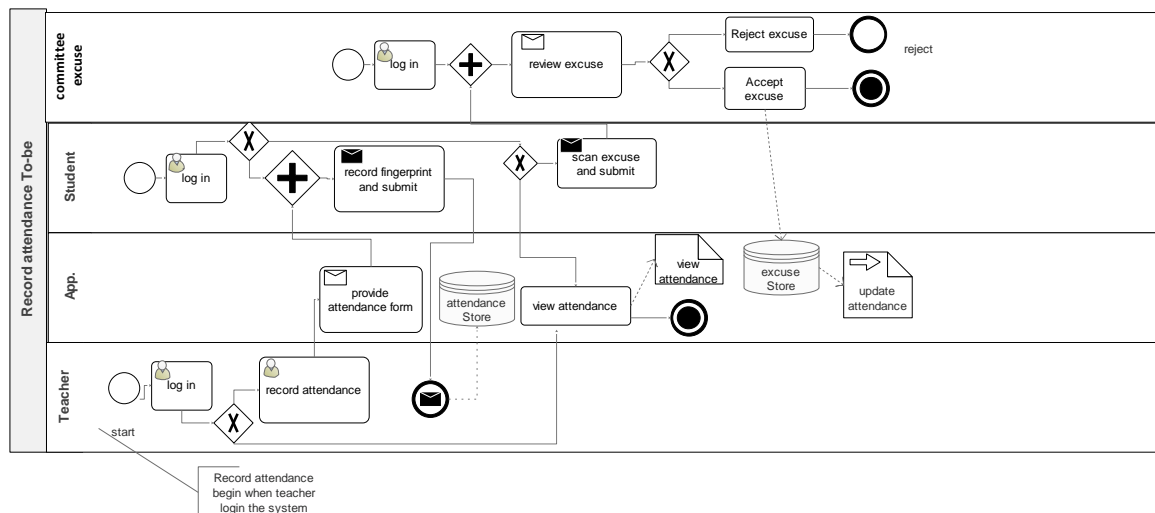 Record attendance To-be
committee
excuse
log in
review excuse
Reject excuse
reject
Accept
excuse
Student
log in
record fingerprint
and submit
scan excuse
and submit
App.
provide
attendance form
attendance
Store
view attendance
view
attendance
excuse
Store
update
attendance
Teacher
log in
record attendance
start
Record attendance
begin when teacher
login the system